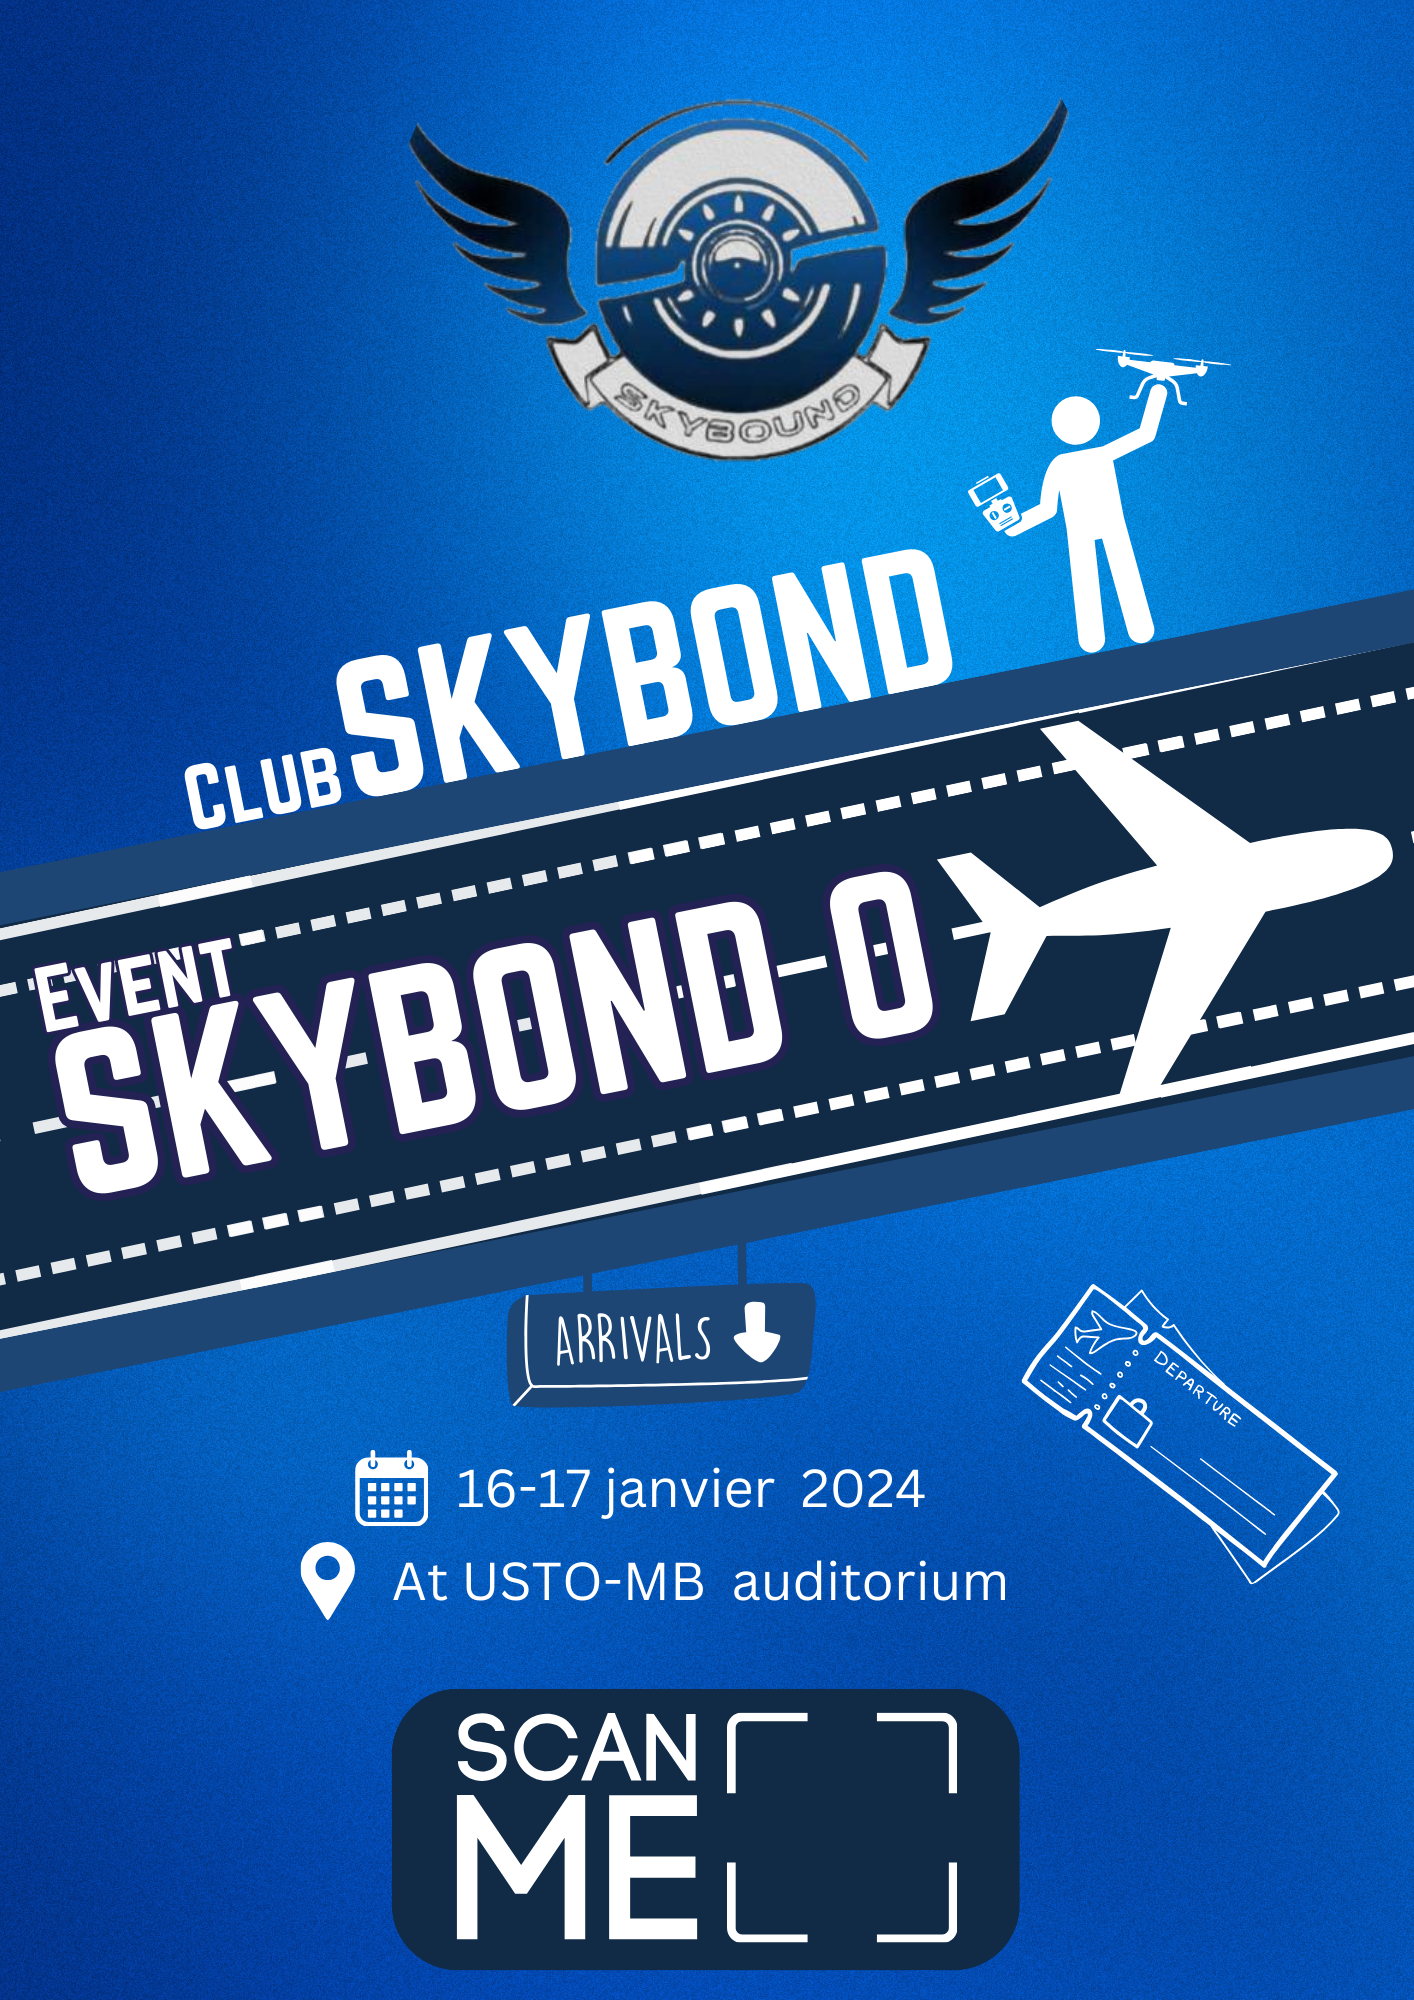 SKYBOUND
CLUB SKYBOND
EVENT
SKYBOND 0
ARRIVALS
DEPARTURE
16-17 janvier 2024
At USTO-MB auditorium
SCAN
ME